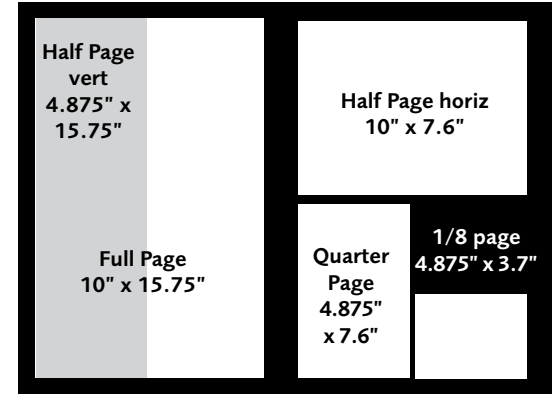 Half Page
vert
4.875" x
15.75"
Full Page
10" x 15.75"
Half Page horiz
10" x 7.6"
Quarter
Page
4.875"
x 7.6"
1/8 page
4.875" x 3.7"